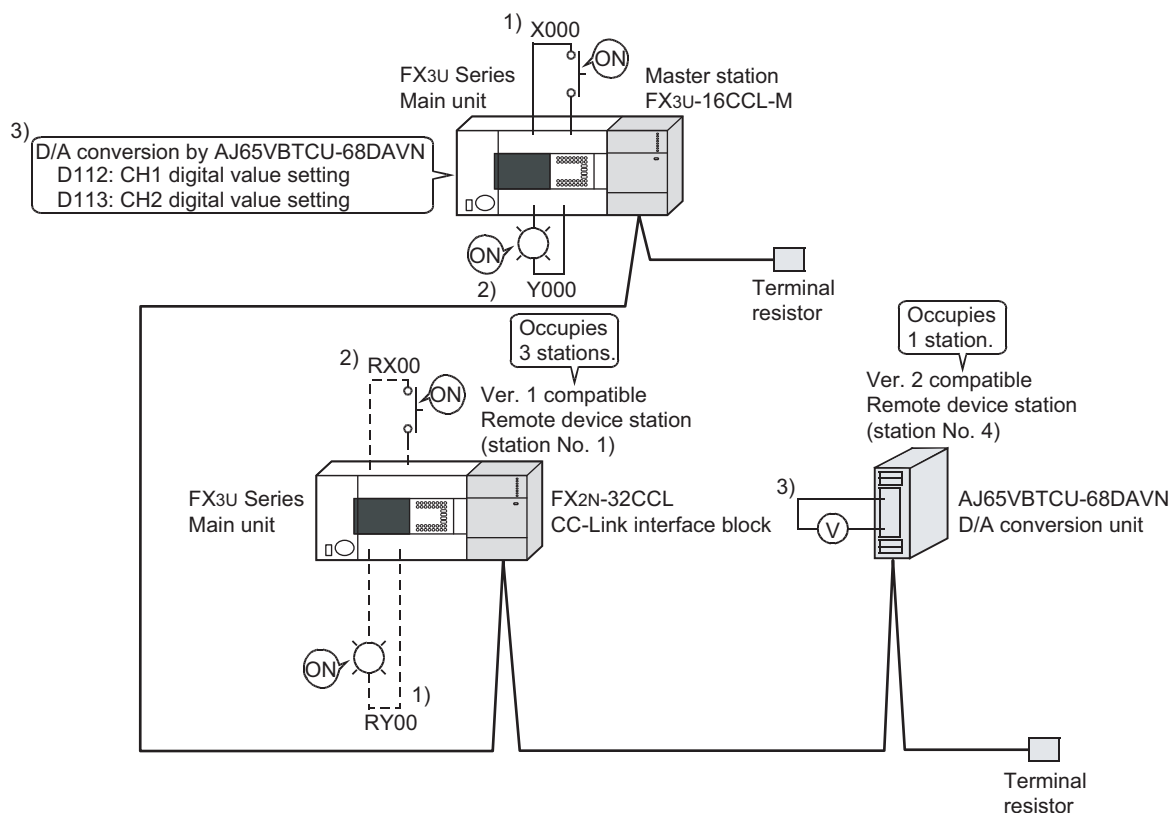 1)
X000
ON
FX3U Series
Main unit
Master station
FX3U-16CCL-M
3)
D/A conversion by AJ65VBTCU-68DAVN
D112: CH1 digital value setting
D113: CH2 digital value setting
ON
2)
Y000
Terminal
resistor
Occupies
3 stations.
Occupies
1 station.
2)
RX00
ON
Ver. 1 compatible
Remote device station
(station No. 1)
Ver. 2 compatible
Remote device station
(station No. 4)
FX3U Series
Main unit
FX2N-32CCL
CC-Link interface block
3)
V
AJ65VBTCU-68DAVN
D/A conversion unit
ON
1)
RY00
Terminal
resistor